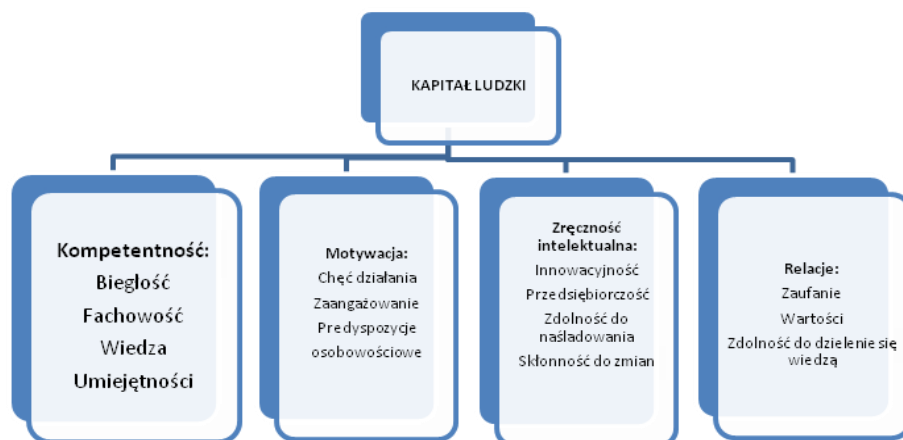 KAPITAŁ LUDZKI
Kompetentność:
Biegłość
Fachowość
Wiedza
Umiejętności
Motywacja:
Chęć działania
Zaangażowanie
Predyspozycje
osobowościowe
Zręczność
intelektualna:
Innowacyjność
Przedsiębiorczość
Zdolność do
naśladowania
Skłonność do zmian
Relacje:
Zaufanie
Wartości
Zdolność do dzielenie się
wiedzą